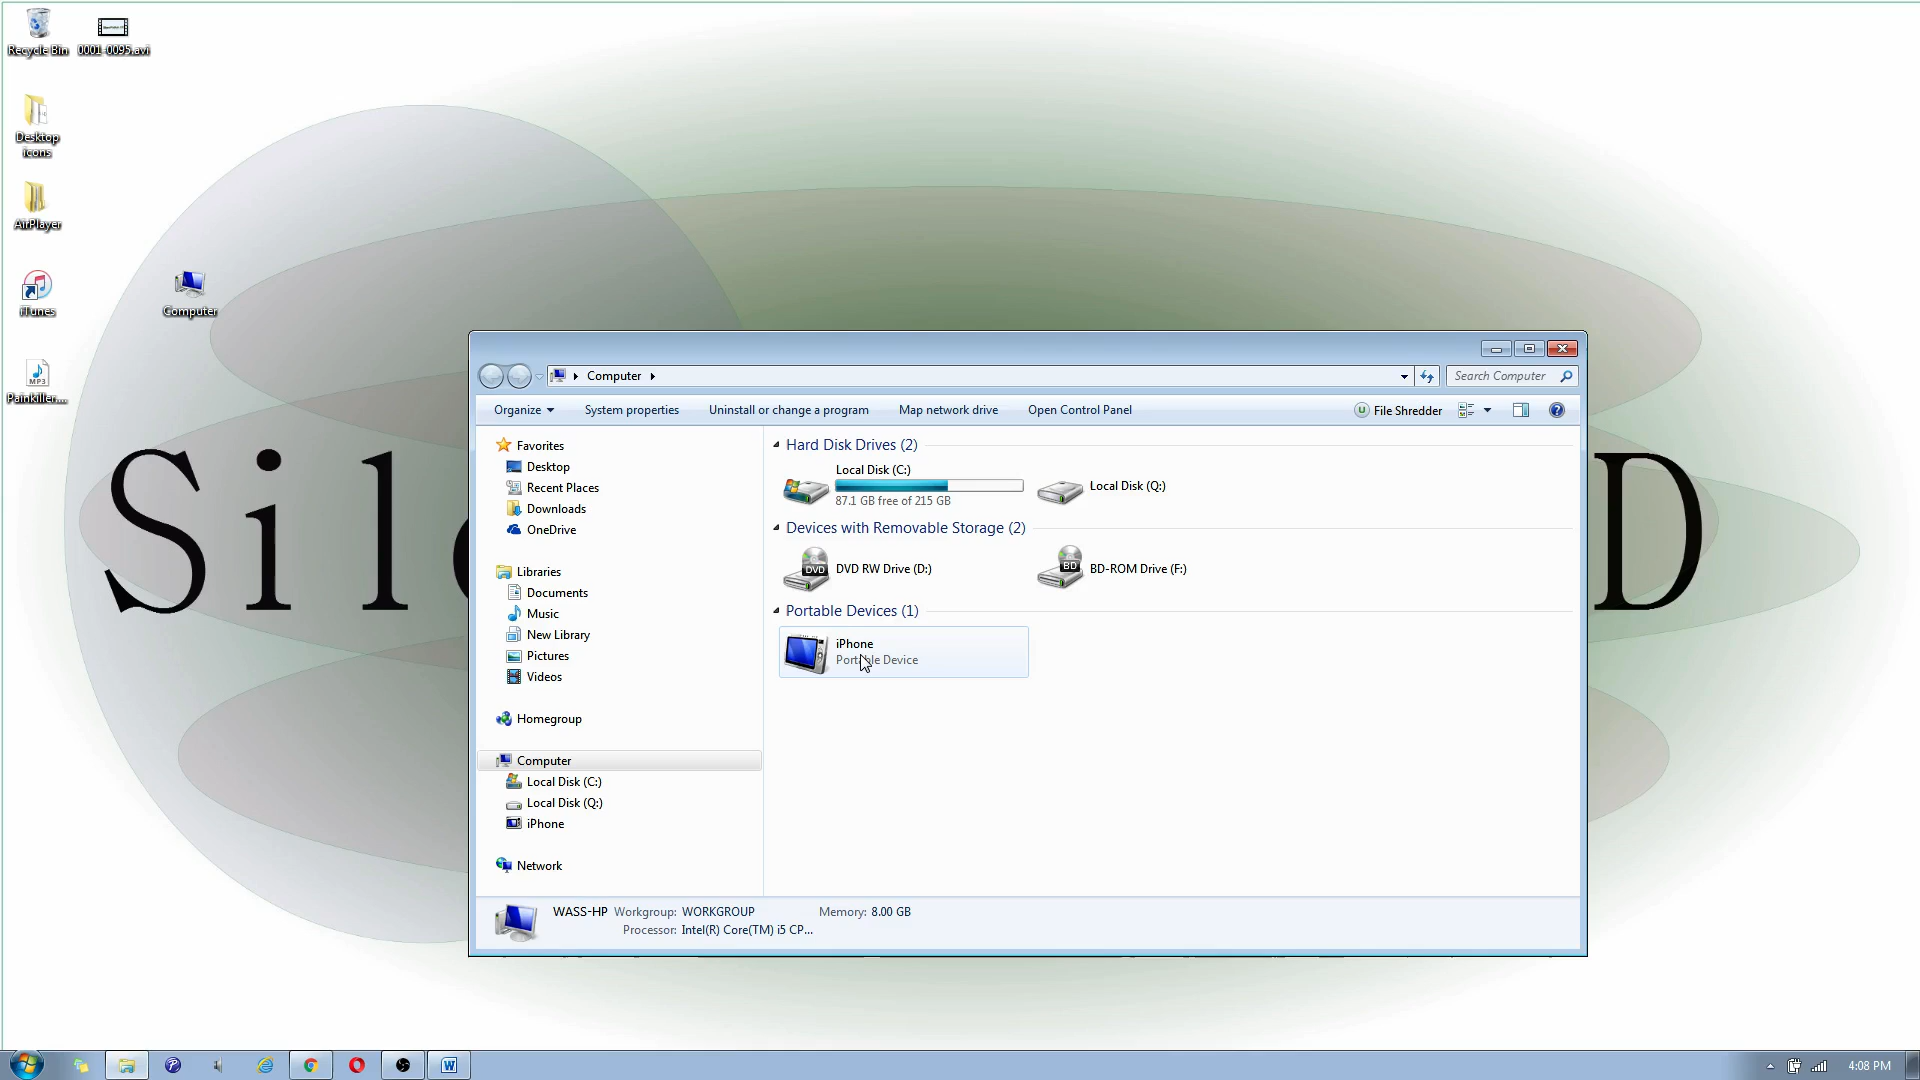 Recycle Bin
0001-0095.avi
Desktop icons
AirPlayer
iTunes
Computer
MP3
Painkiller....
Sil
D
Computer
Search Computer
Organize
System properties
Uninstall or change a program
Map network drive
Open Control Panel
File Shredder
Favorites
Desktop
Recent Places
Downloads
OneDrive
Libraries
Documents
Music
New Library
Pictures
Videos
Homegroup
Computer
Local Disk (C:)
Local Disk (Q:)
iPhone
Network
Hard Disk Drives (2)
Local Disk (C:)
87.1 GB free of 215 GB
Local Disk (Q:)
Devices with Removable Storage (2)
DVD
DVD RW Drive (D:)
BD
BD-ROM Drive (F:)
Portable Devices (1)
iPhone
Portable Device
WASS-HP Workgroup: WORKGROUP Memory: 8.00 GB
Processor: Intel(R) Core(TM) i5 CP...
4:08 PM